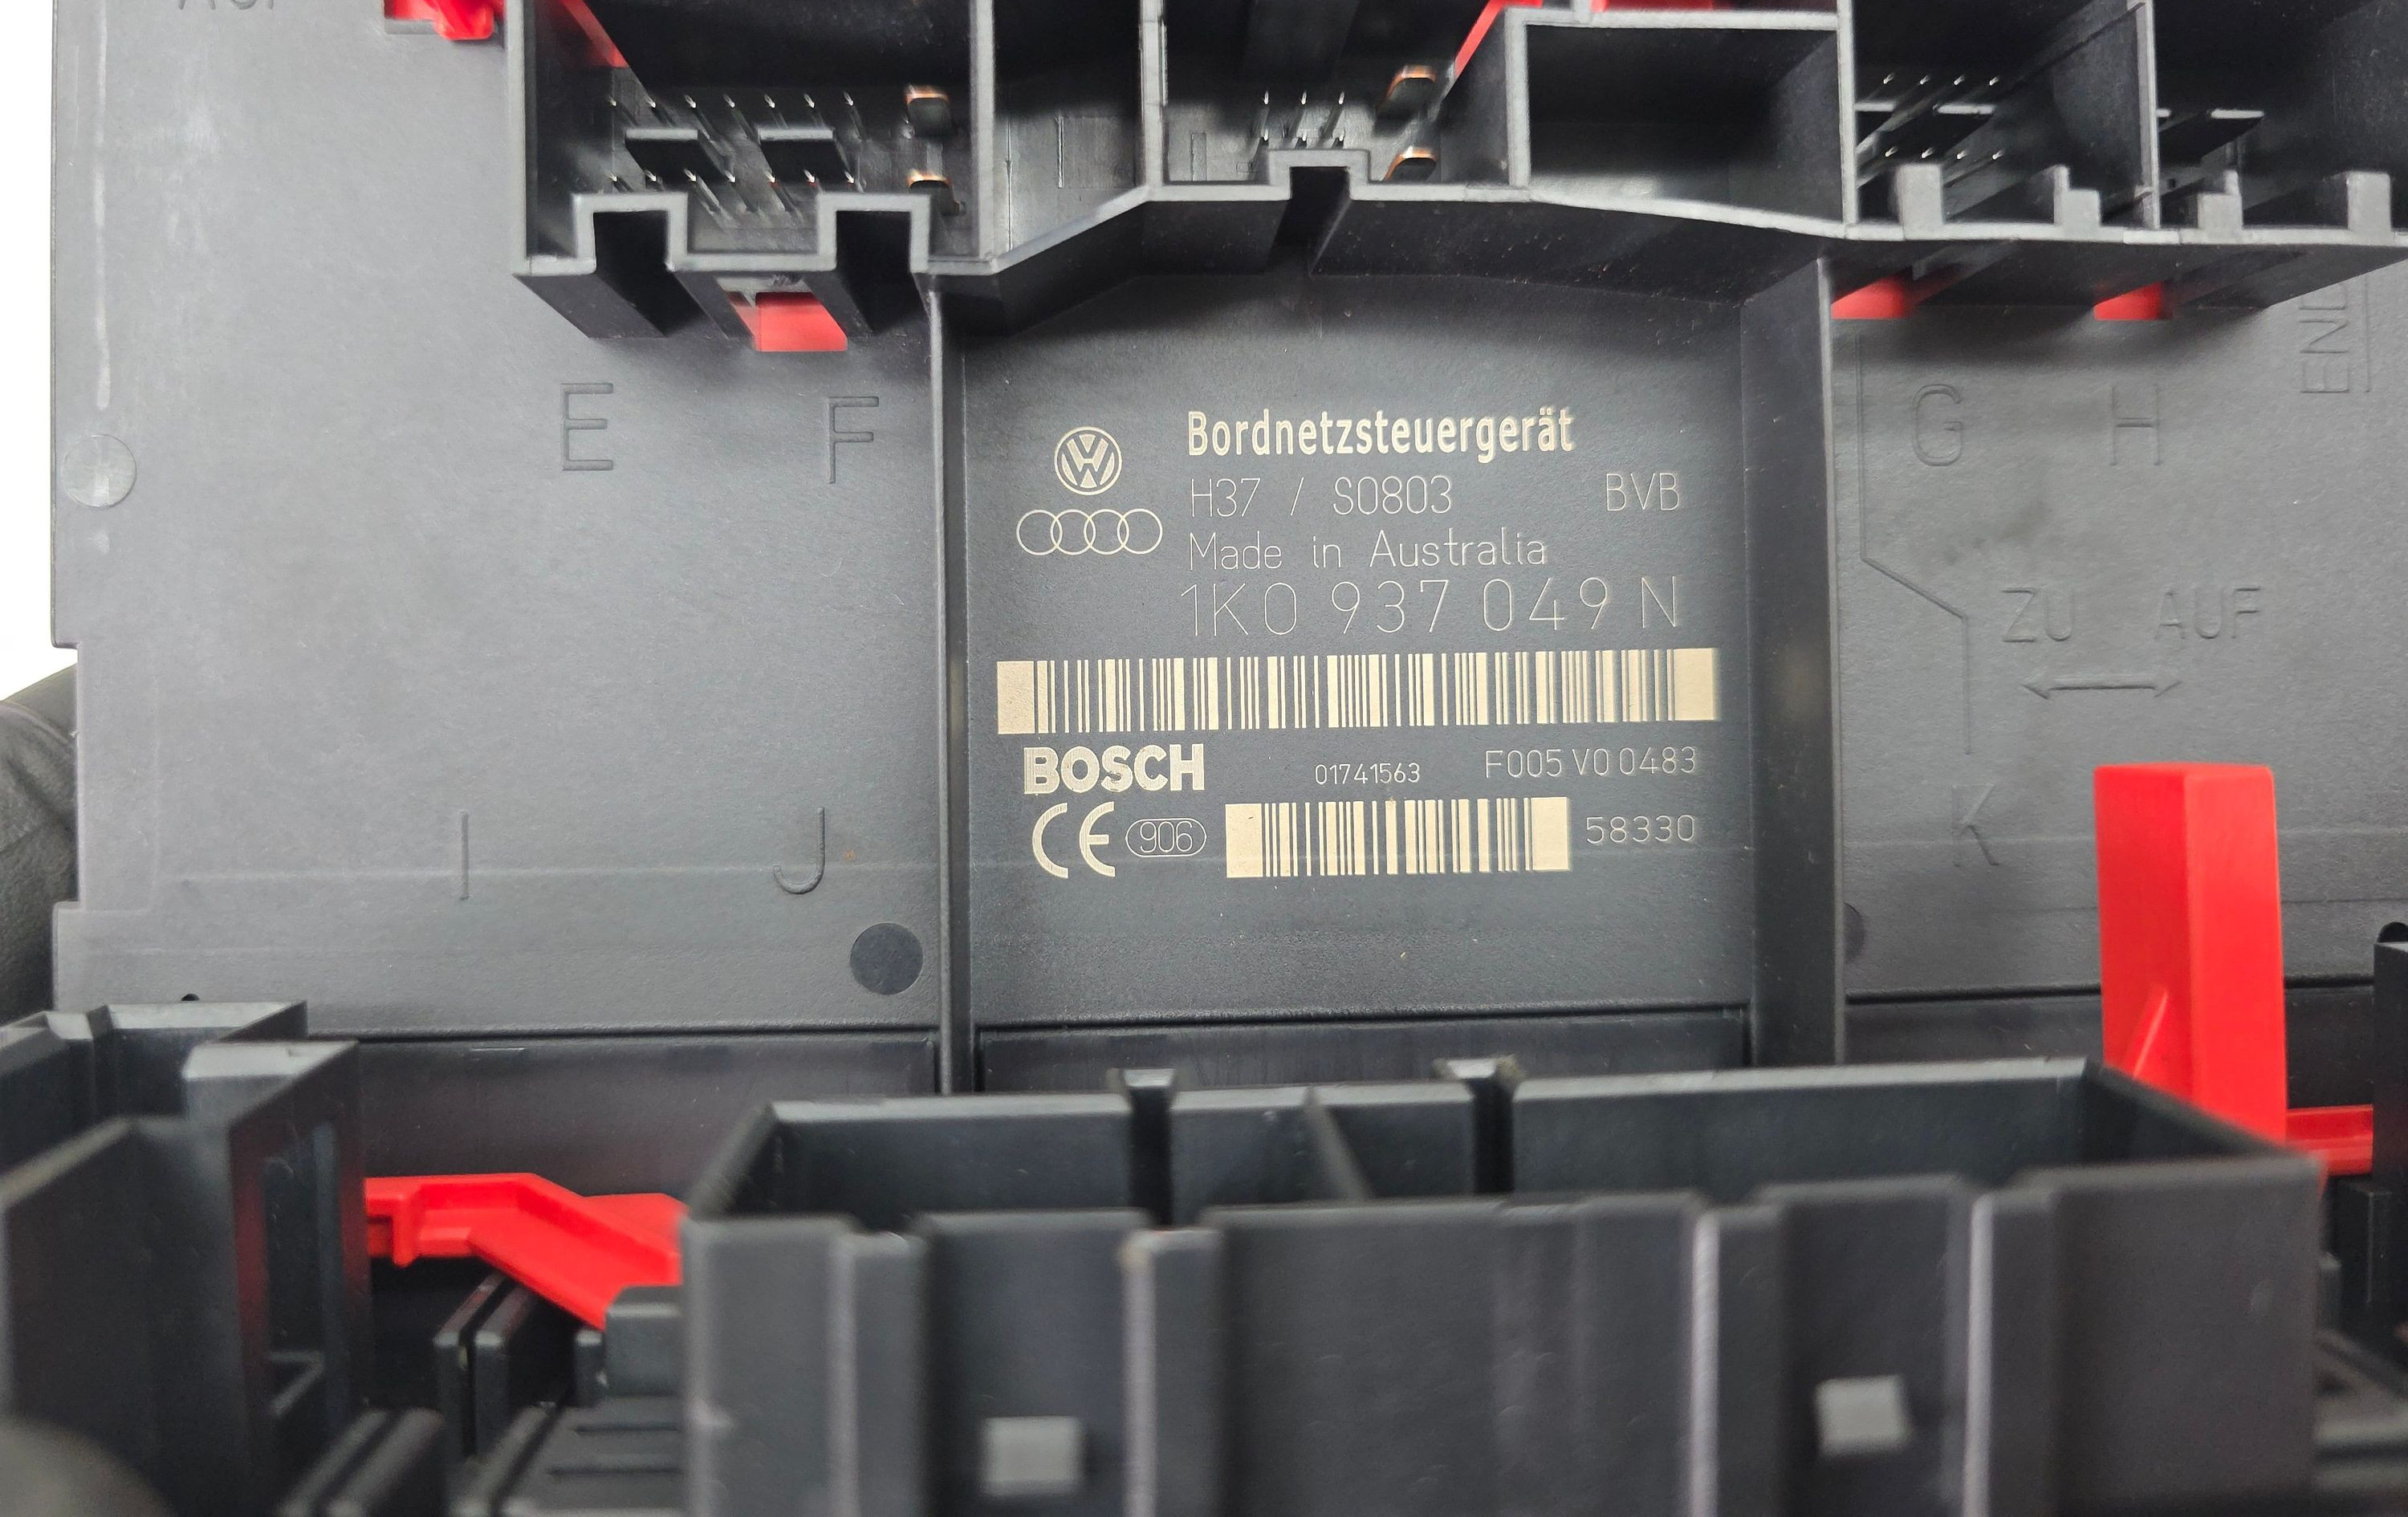 E F
Bordnetzsteuergerät
H37 / S0803 BVB
Made in Australia
1K0 937 049 N
BOSCH 01741563 F005 V0 0483
CE 906 58330
G H
ZU AUF
I J
K